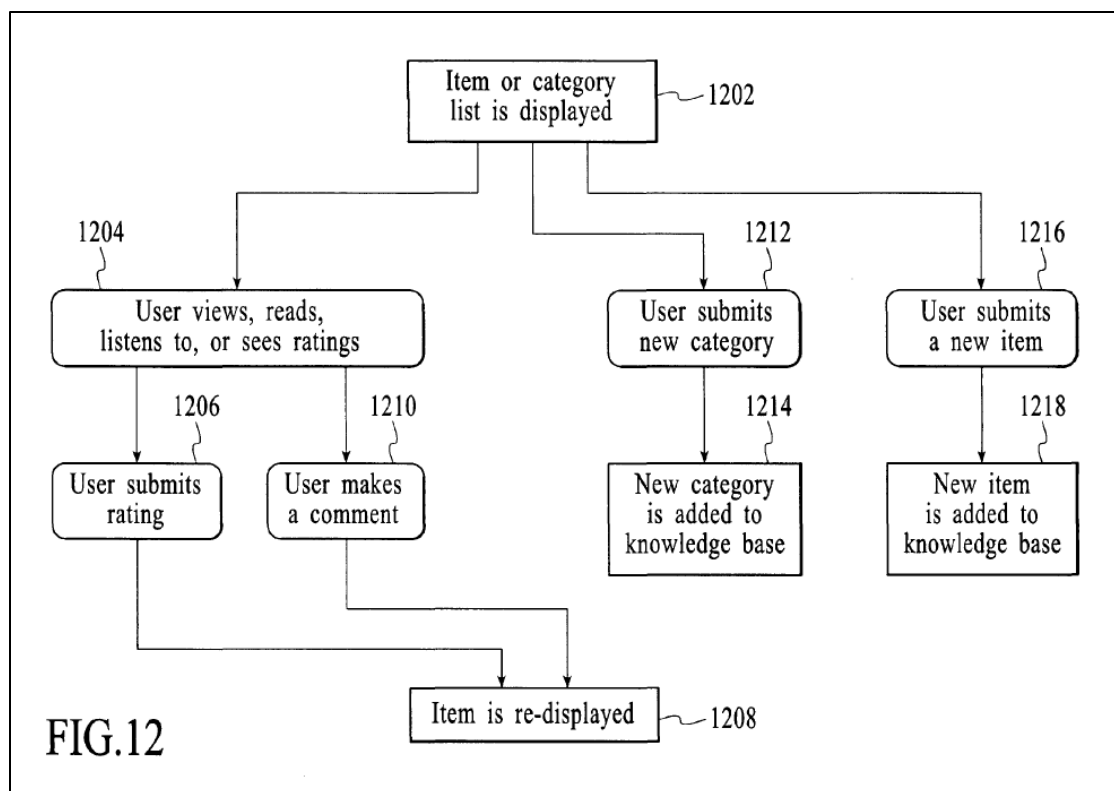 Item or category
list is displayed
1202
1204
User views, reads,
listens to, or sees ratings
1212
User submits
new category
1216
User submits
a new item
1206
User submits
rating
1210
User makes
a comment
1214
New category
is added to
knowledge base
1218
New item
is added to
knowledge base
Item is re-displayed
1208
FIG.12